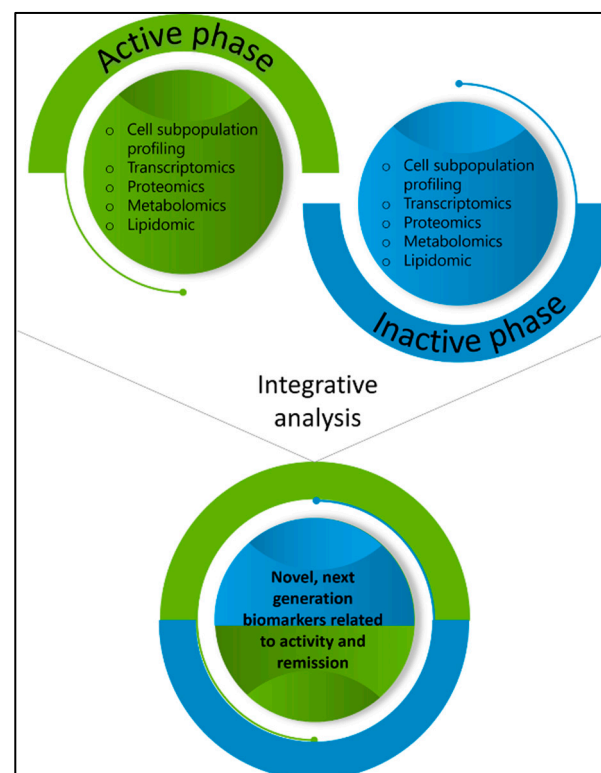 Active phase
o Cell subpopulation
profiling
o Transcriptomics
o Proteomics
o Metabolomics
o Lipidomic
o Cell subpopulation
profiling
o Transcriptomics
o Proteomics
o Metabolomics
o Lipidomic
Inactive phase
Integrative
analysis
Novel, next
generation
biomarkers related
to activity and
remission